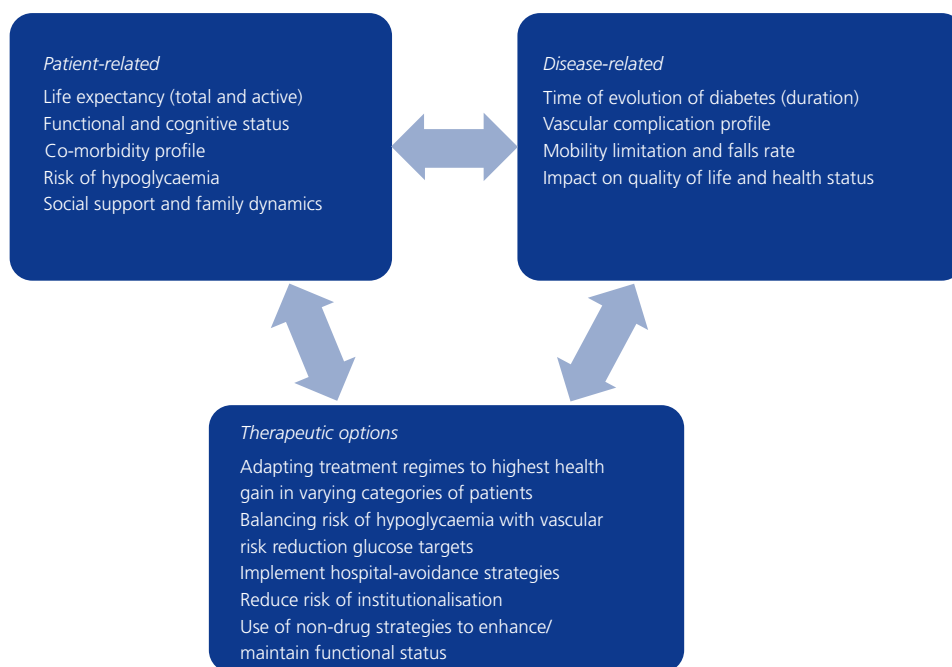 Patient-related
Life expectancy (total and active)
Functional and cognitive status
Co-morbidity profile
Risk of hypoglycaemia
Social support and family dynamics
Disease-related
Time of evolution of diabetes (duration)
Vascular complication profile
Mobility limitation and falls rate
Impact on quality of life and health status
Therapeutic options
Adapting treatment regimes to highest health
gain in varying categories of patients
Balancing risk of hypoglycaemia with vascular
risk reduction glucose targets
Implement hospital-avoidance strategies
Reduce risk of institutionalisation
Use of non-drug strategies to enhance/
maintain functional status